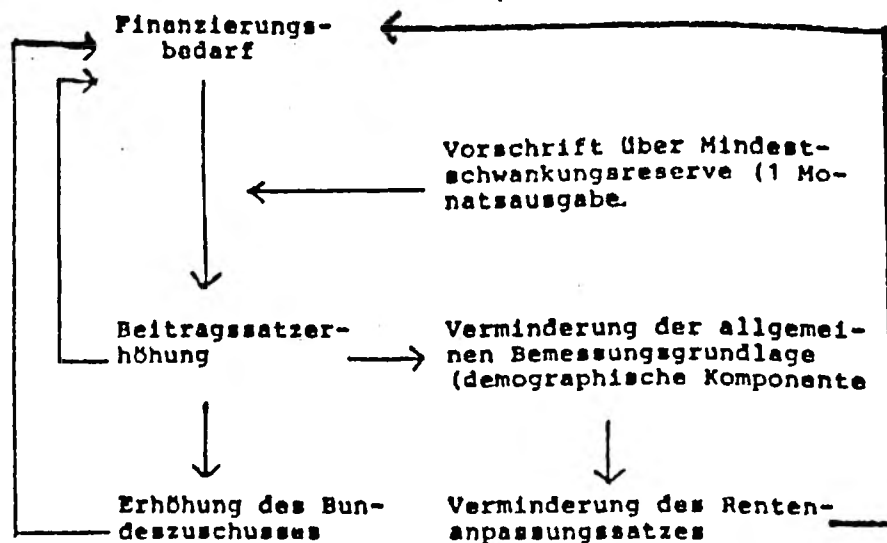 Finanzierungs-
bedarf
Vorschrift über Mindest-
schwankungsreserve (1 Mo-
natsausgabe.
Beitragssatzer-
höhung
Verminderung der allgemei-
nen Bemessungsgrundlage
(demographische Komponente
Erhöhung des Bun-
deszuschusses
Verminderung des Renten-
anpassungssatzes